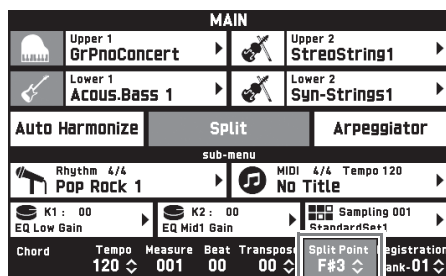 MAIN
Upper 1
GrPnoConcert
Upper 2
StreoString1
Lower 1
Acous.Bass 1
Lower 2
Syn-Strings1
Auto Harmonize
Split
Arpeggiator
sub-menu
Rhythm 4/4
Pop Rock 1
MIDI 4/4 Tempo 120
No Title
K1 : 00
EQ Low Gain
K2 : 00
EQ Mid1 Gain
Sampling 001
StandardSet1
Chord Tempo Measure Beat Transpose Split Point Registration
120 001 00 00 F#3 Bank-01